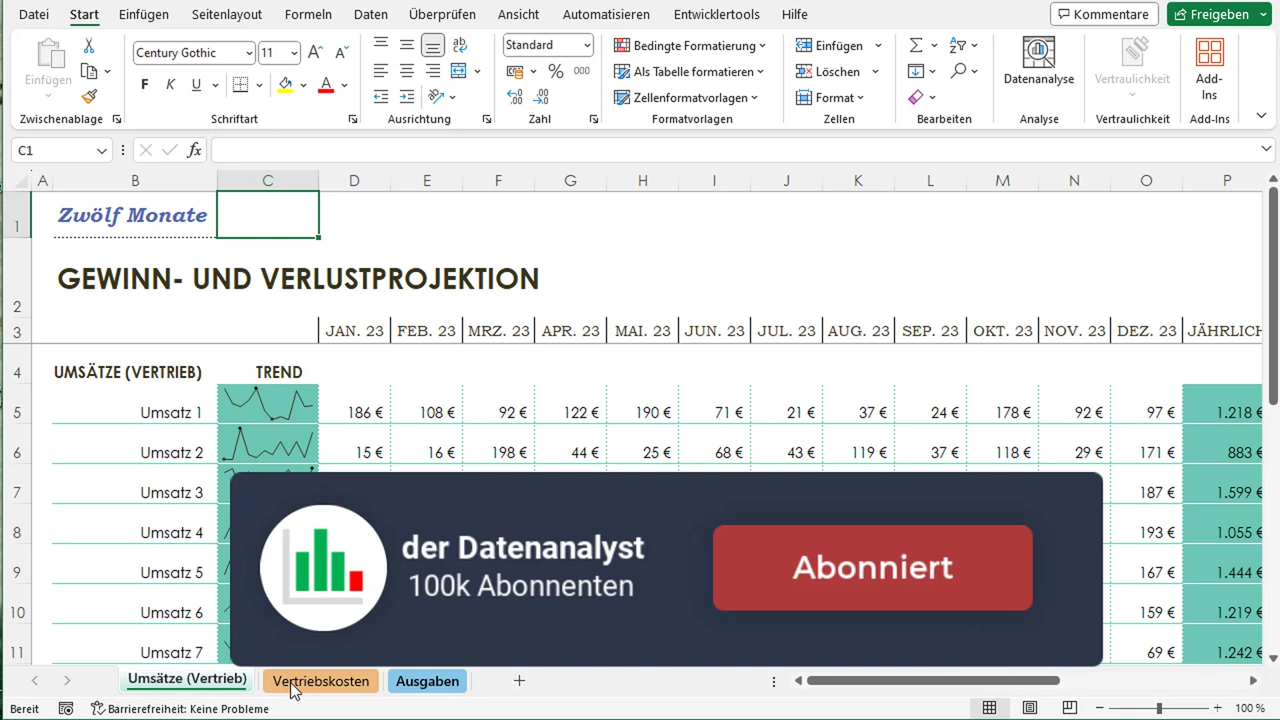 Datei Start Einfügen Seitenlayout Formeln Daten Überprüfen Ansicht Automatisieren Entwicklertools Hilfe Kommentare Freigeben
Einfügen
Century Gothic 11
F K U
A A A
Standard
% 000
Bedingte Formatierung
Als Tabelle formatieren
Zellenformatvorlagen
Einfügen
Löschen
Format
Datenanalyse
Vertraulichkeit
Add-
Ins
Zwischenablage Schriftart Ausrichtung Zahl Formatvorlagen Zellen Bearbeiten Analyse Vertraulichkeit Add-Ins
C1 fx
A B C D E F G H I J K L M N O P
1 Zwölf Monate
2 GEWINN- UND VERLUSTPROJEKTION
3 JAN. 23 FEB. 23 MRZ. 23 APR. 23 MAI. 23 JUN. 23 JUL. 23 AUG. 23 SEP. 23 OKT. 23 NOV. 23 DEZ. 23 JÄHRLICH
4 UMSÄTZE (VERTRIEB) TREND
5 Umsatz 1 186 € 108 € 92 € 122 € 190 € 71 € 21 € 37 € 24 € 178 € 92 € 97 € 1.218 €
6 Umsatz 2 15 € 16 € 198 € 44 € 25 € 68 € 43 € 119 € 37 € 118 € 29 € 171 € 883 €
7 Umsatz 3 187 € 1.599 €
8 Umsatz 4 193 € 1.055 €
9 Umsatz 5 167 € 1.444 €
10 Umsatz 6 159 € 1.219 €
11 Umsatz 7 69 € 1.242 €
der Datenanalyst
100k Abonnenten
Abonniert
Umsätze (Vertrieb) Vertriebskosten Ausgaben
Bereit Barrierefreiheit: Keine Probleme 100 %